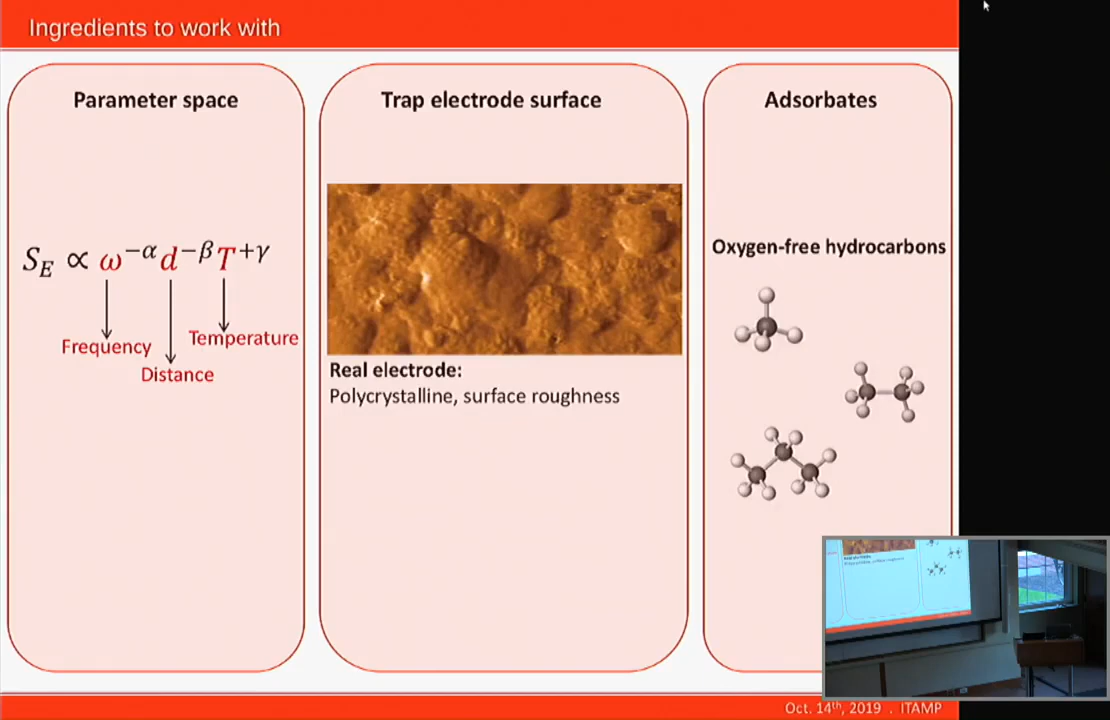 Ingredients to work with
Parameter space
S_E ∝ ω^−α d^−β T^+γ
Temperature
Frequency
Distance
Trap electrode surface
Real electrode:
Polycrystalline, surface roughness
Adsorbates
Oxygen-free hydrocarbons
Oct. 14th, 2019 . ITAMP